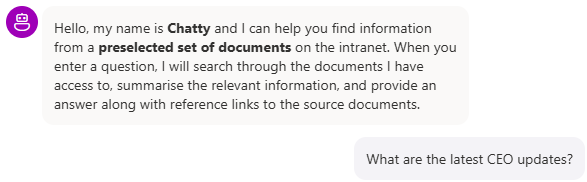 Hello, my name is Chatty and I can help you find information
from a preselected set of documents on the intranet. When you
enter a question, I will search through the documents I have
access to, summarise the relevant information, and provide an
answer along with reference links to the source documents.
What are the latest CEO updates?